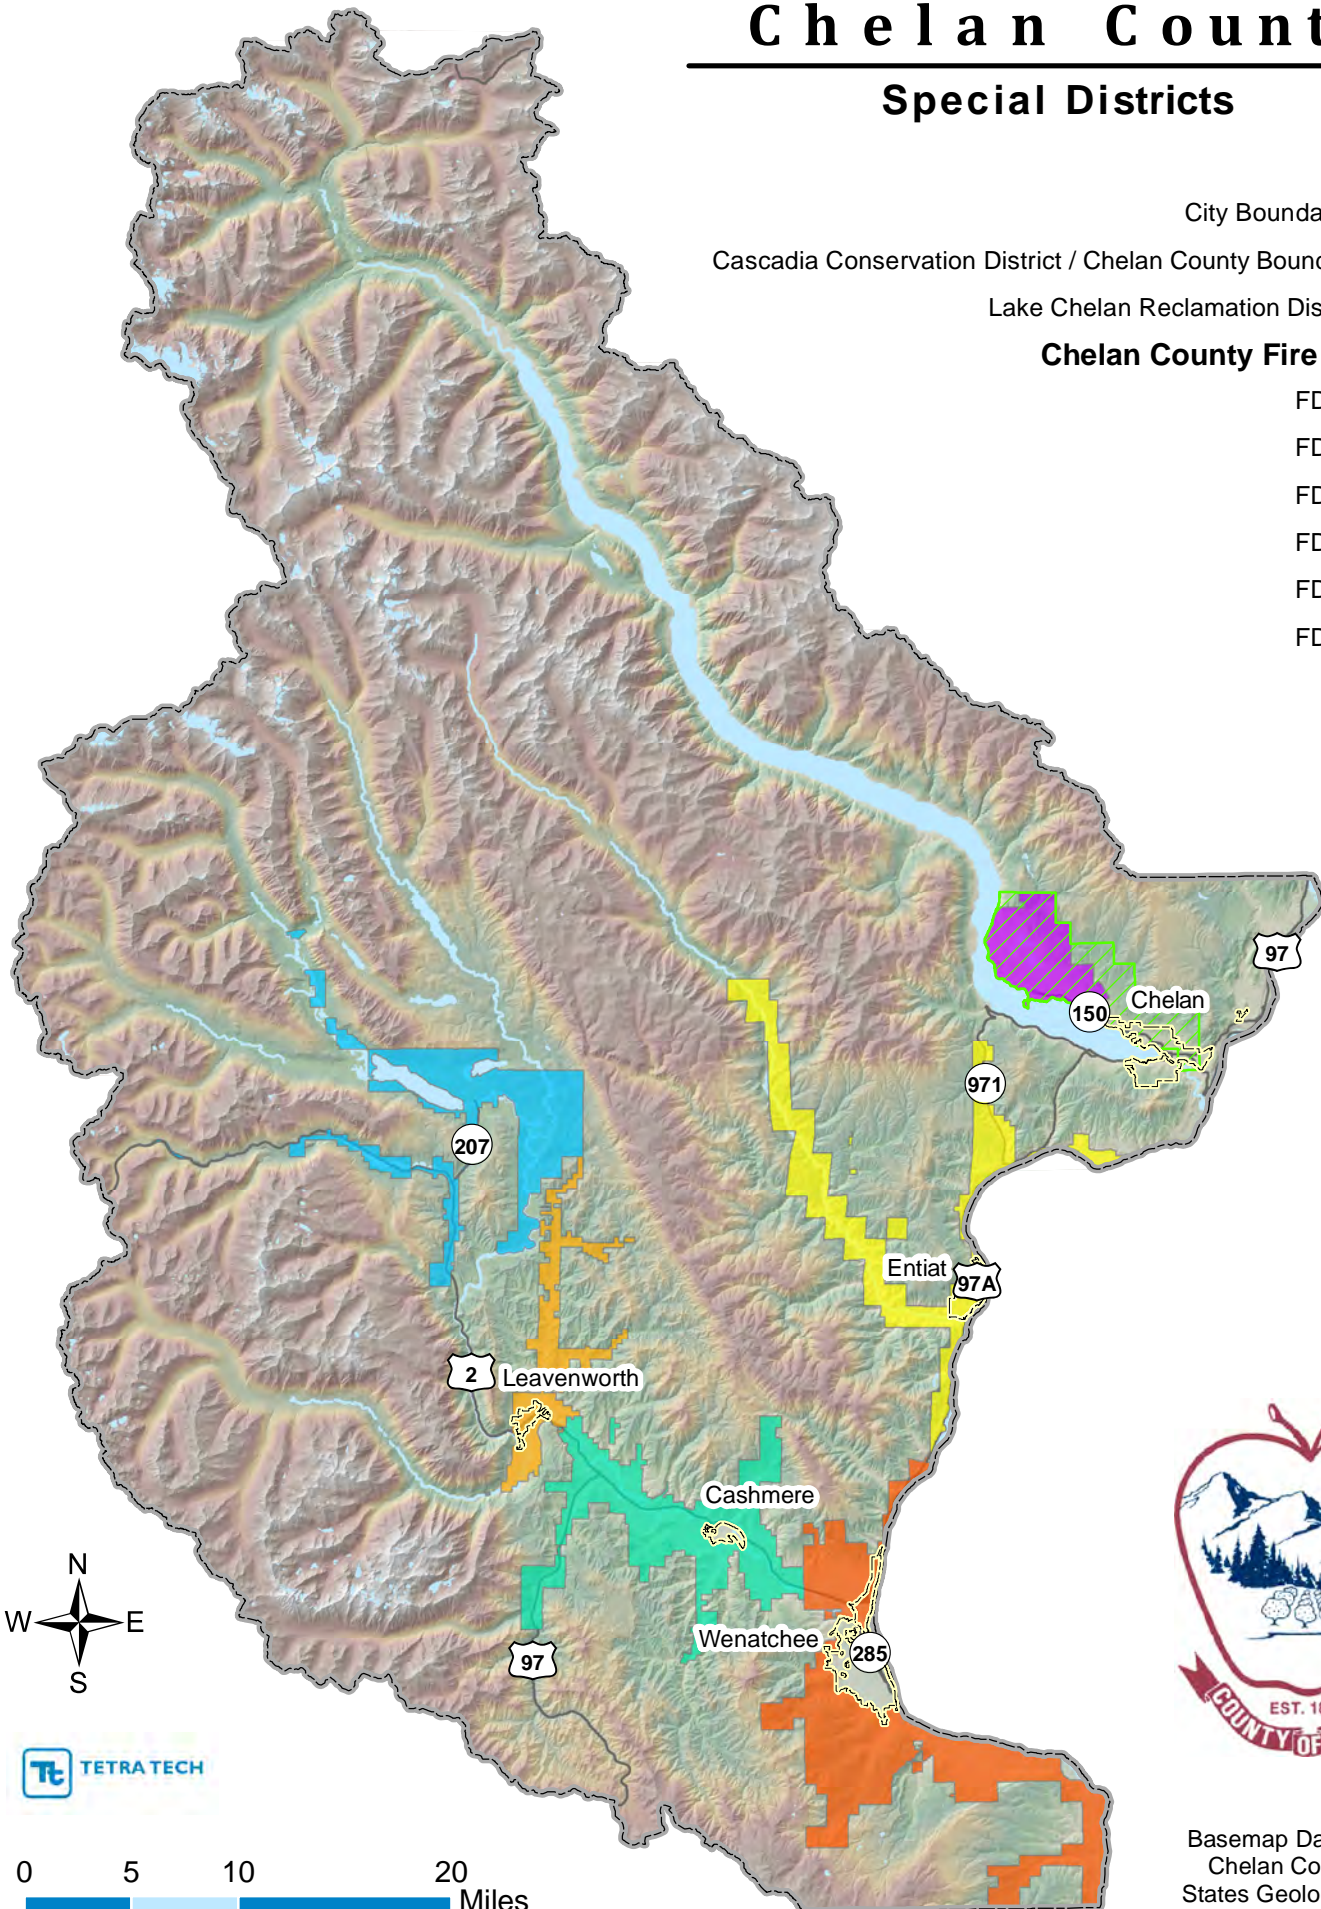 Chelan Count
Special Districts
City Bounda
Cascadia Conservation District / Chelan County Bound
Lake Chelan Reclamation Dis
Chelan County Fire
FD
FD
FD
FD
FD
FD
97
Chelan
150
971
207
Entiat
97A
2
Leavenworth
Cashmere
Wenatchee
285
97
N
W E
S
EST. 18
COUNTY OF
Tt TETRA TECH
0 5 10 20
Miles
Basemap Da
Chelan Co
States Geolo